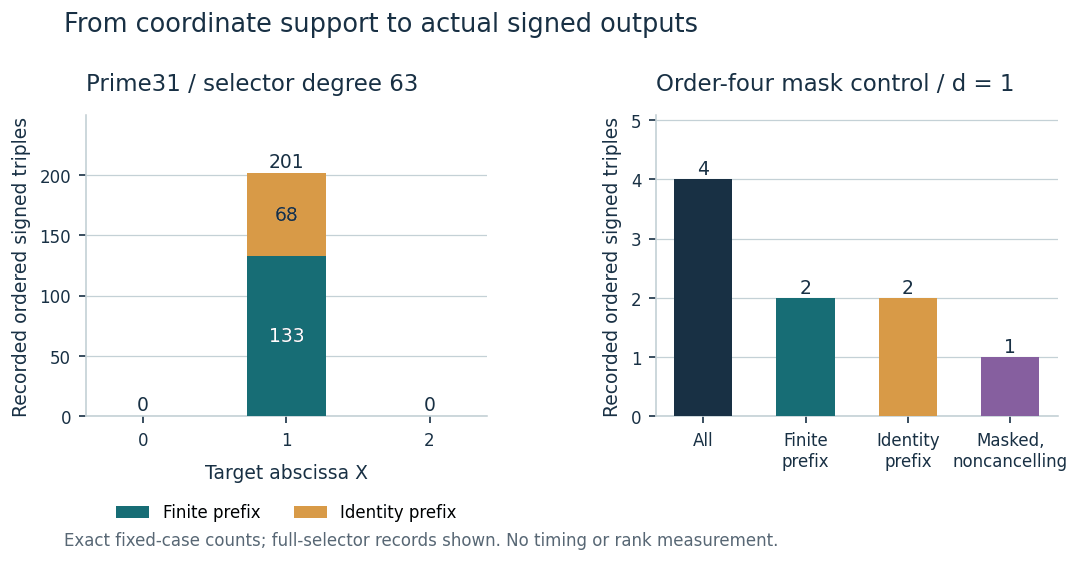 From coordinate support to actual signed outputs
Prime31 / selector degree 63
Recorded ordered signed triples
200
150
100
50
0
201
68
133
0
0
0
1
2
Target abscissa X
Finite prefix
Identity prefix
Order-four mask control / d = 1
Recorded ordered signed triples
5
4
3
2
1
0
4
2
2
1
All
Finite
prefix
Identity
prefix
Masked,
noncancelling
Exact fixed-case counts; full-selector records shown. No timing or rank measurement.